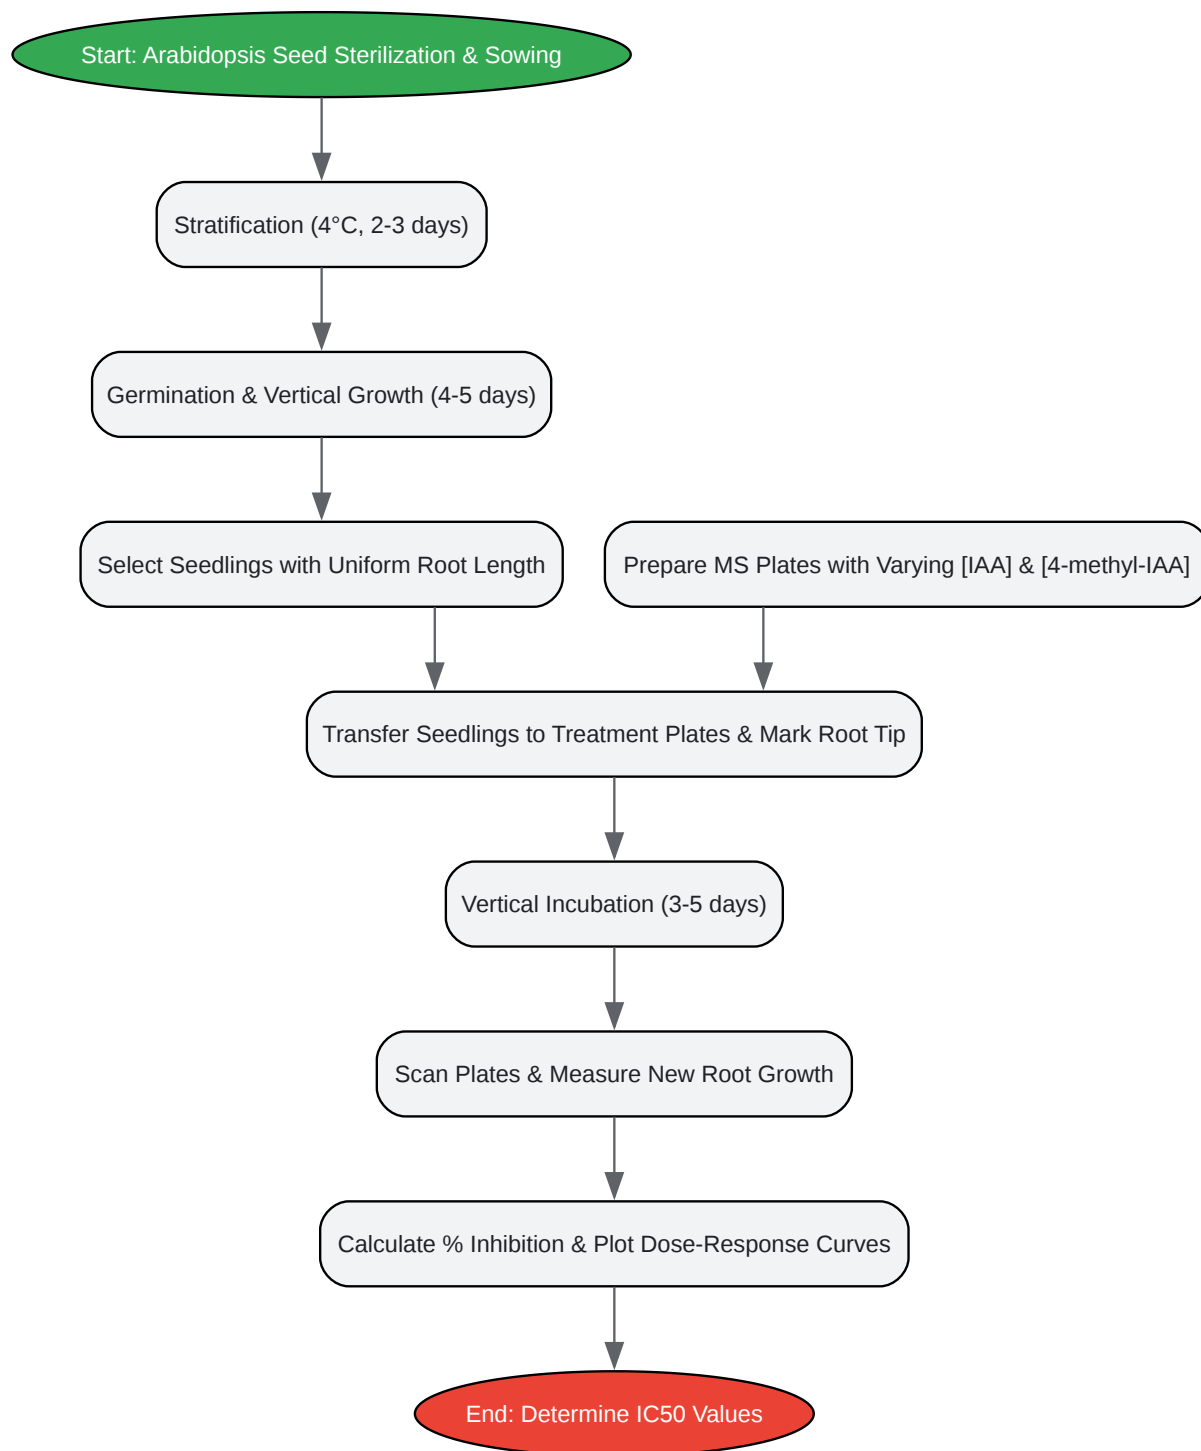 Start: Arabidopsis Seed Sterilization & Sowing
Stratification (4°C, 2-3 days)
Germination & Vertical Growth (4-5 days)
Select Seedlings with Uniform Root Length
Prepare MS Plates with Varying [IAA] & [4-methyl-IAA]
Transfer Seedlings to Treatment Plates & Mark Root Tip
Vertical Incubation (3-5 days)
Scan Plates & Measure New Root Growth
Calculate % Inhibition & Plot Dose-Response Curves
End: Determine IC50 Values